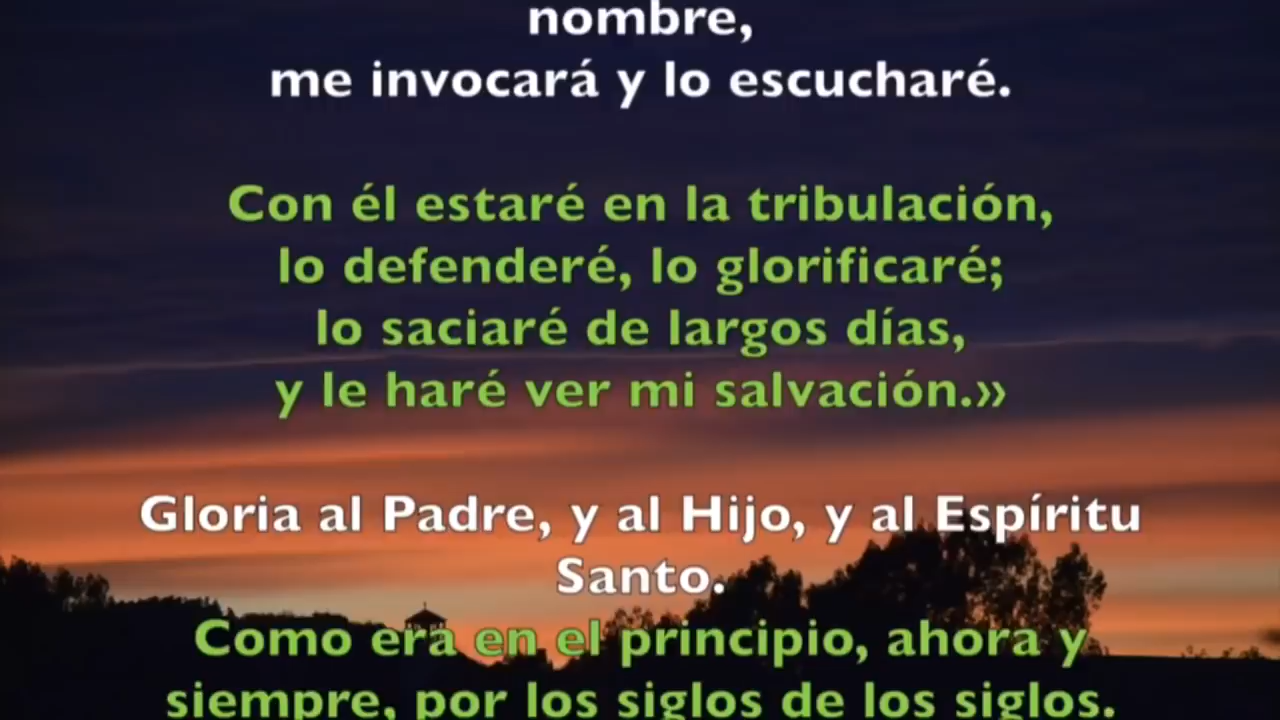 nombre,
me invocará y lo escucharé.
Con él estaré en la tribulación,
lo defenderé, lo glorificaré;
lo saciaré de largos días,
y le haré ver mi salvación.»
Gloria al Padre, y al Hijo, y al Espíritu
Santo.
Como era en el principio, ahora y
siempre, por los siglos de los siglos.